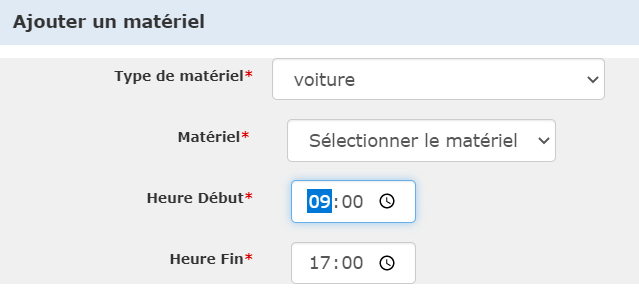 Ajouter un matériel
Type de matériel* voiture
Matériel* Sélectionner le matériel
Heure Début* 09:00
Heure Fin* 17:00